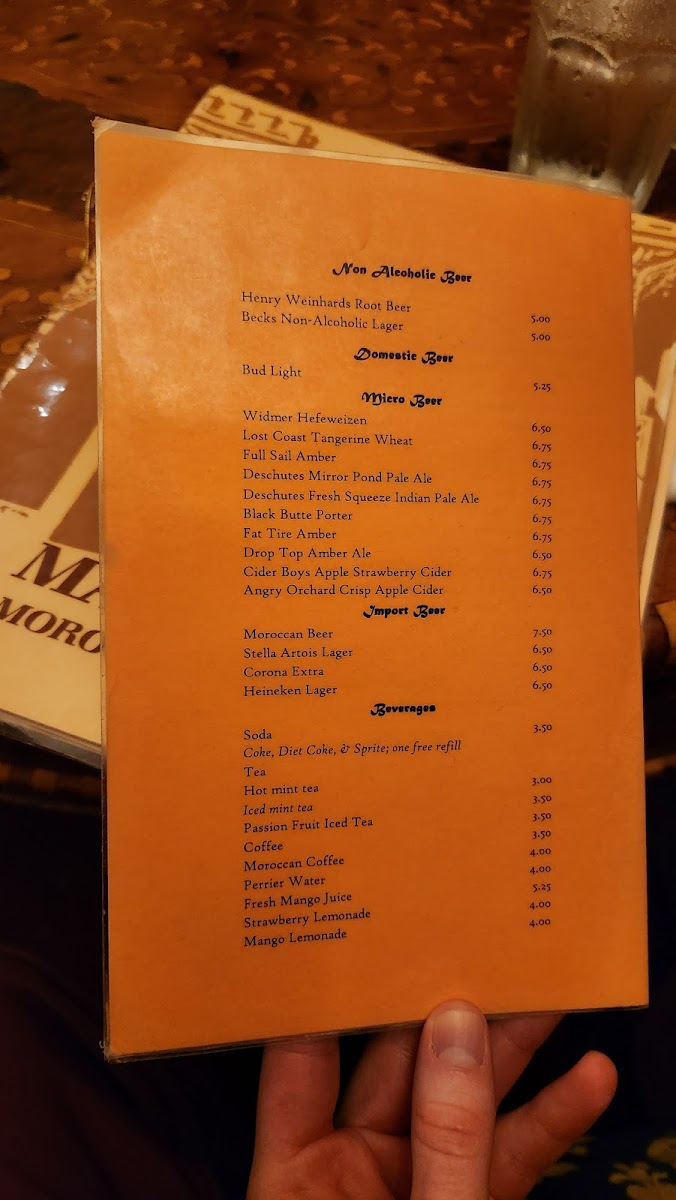 Non Alcoholic Beer
Henry Weinhards Root Beer 5.00
Becks Non-Alcoholic Lager 5.00
Domestic Beer
Bud Light 5.25
Micro Beer
Widmer Hefeweizen 6.50
Lost Coast Tangerine Wheat 6.75
Full Sail Amber 6.75
Deschutes Mirror Pond Pale Ale 6.75
Deschutes Fresh Squeeze Indian Pale Ale 6.75
Black Butte Porter 6.75
Fat Tire Amber 6.75
Drop Top Amber Ale 6.50
Cider Boys Apple Strawberry Cider 6.75
Angry Orchard Crisp Apple Cider 6.50
Import Beer
Moroccan Beer 7.50
Stella Artois Lager 6.50
Corona Extra 6.50
Heineken Lager 6.50
Beverages
Soda 3.50
Coke, Diet Coke, & Sprite; one free refill
Tea
Hot mint tea 3.00
Iced mint tea 3.50
Passion Fruit Iced Tea 3.50
Coffee 3.50
Moroccan Coffee 4.00
Perrier Water 4.00
Fresh Mango Juice 5.25
Strawberry Lemonade 4.00
Mango Lemonade 4.00
MA
MORO